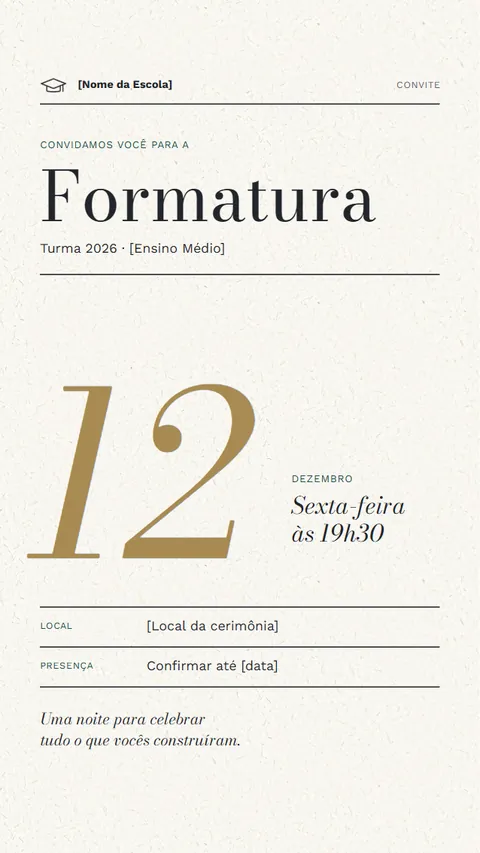 [Nome da Escola]
CONVITE
CONVIDAMOS VOCÊ PARA A
Formatura
Turma 2026 · [Ensino Médio]
12
DEZEMBRO
Sexta-feira
às 19h30
LOCAL
[Local da cerimônia]
PRESENÇA
Confirmar até [data]
Uma noite para celebrar
tudo o que vocês construíram.